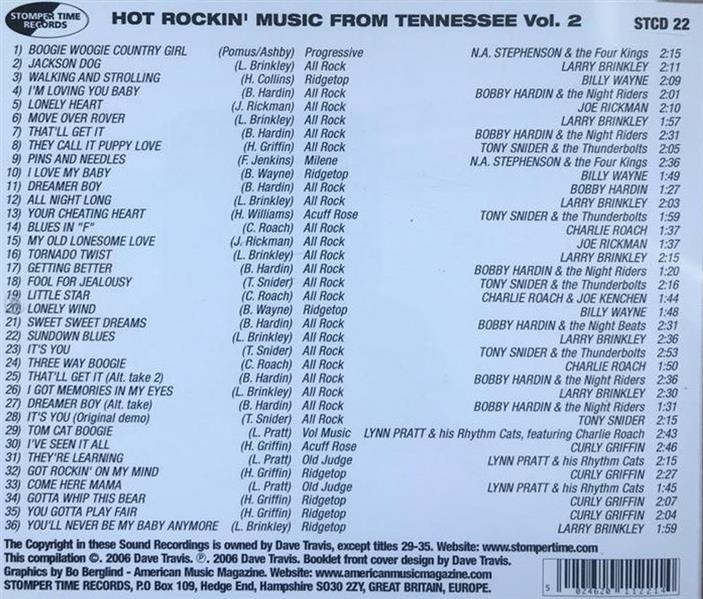 STOMPER TIME RECORDS HOT ROCKIN' MUSIC FROM TENNESSEE Vol. 2 STCD 22
1) BOOGIE WOOGIE COUNTRY GIRL (Pomus/Ashby) Progressive N.A. STEPHENSON & the Four Kings 2:15
2) JACKSON DOG (L. Brinkley) All Rock LARRY BRINKLEY 2:11
3) WALKING AND STROLLING (H. Collins) Ridgetop BILLY WAYNE 2:09
4) I'M LOVING YOU BABY (B. Hardin) All Rock BOBBY HARDIN & the Night Riders 2:01
5) LONELY HEART (J. Rickman) All Rock JOE RICKMAN 2:10
6) MOVE OVER ROVER (L. Brinkley) All Rock LARRY BRINKLEY 1:57
7) THAT'LL GET IT (B. Hardin) All Rock BOBBY HARDIN & the Night Riders 2:31
8) THEY CALL IT PUPPY LOVE (H. Griffin) All Rock TONY SNIDER & the Thunderbolts 2:05
9) PINS AND NEEDLES (F. Jenkins) Milene N.A. STEPHENSON & the Four Kings 2:36
10) I LOVE MY BABY (B. Wayne) Ridgetop BILLY WAYNE 1:49
11) DREAMER BOY (B. Hardin) All Rock BOBBY HARDIN 1:27
12) ALL NIGHT LONG (L. Brinkley) All Rock LARRY BRINKLEY 2:03
13) YOUR CHEATING HEART (H. Williams) Acuff Rose TONY SNIDER & the Thunderbolts 1:59
14) BLUES IN "F" (C. Roach) All Rock CHARLIE ROACH 1:37
15) MY OLD LONESOME LOVE (J. Rickman) All Rock JOE RICKMAN 1:37
16) TORNADO TWIST (L. Brinkley) All Rock LARRY BRINKLEY 2:15
17) GETTING BETTER (B. Hardin) All Rock BOBBY HARDIN & the Night Riders 1:20
18) FOOL FOR JEALOUSY (T. Snider) All Rock TONY SNIDER & the Thunderbolts 2:16
19) LITTLE STAR (C. Roach) All Rock CHARLIE ROACH & JOE KENCHEN 1:44
20) LONELY WIND (B. Wayne) Ridgetop BILLY WAYNE 1:48
21) SWEET SWEET DREAMS (B. Hardin) All Rock BOBBY HARDIN & the Night Beats 2:31
22) SUNDOWN BLUES (L. Brinkley) All Rock LARRY BRINKLEY 2:36
23) IT'S YOU (T. Snider) All Rock TONY SNIDER & the Thunderbolts 2:53
24) THREE WAY BOOGIE (C. Roach) All Rock CHARLIE ROACH 1:50
25) THAT'LL GET IT (Alt. take 2) (B. Hardin) All Rock BOBBY HARDIN & the Night Riders 2:36
26) I GOT MEMORIES IN MY EYES (L. Brinkley) All Rock LARRY BRINKLEY 2:30
27) DREAMER BOY (Alt. take) (B. Hardin) All Rock BOBBY HARDIN & the Night Riders 1:31
28) IT'S YOU (Original demo) (T. Snider) All Rock TONY SNIDER 2:15
29) TOM CAT BOOGIE (L. Pratt) Vol Music LYNN PRATT & his Rhythm Cats, featuring Charlie Roach 2:43
30) I'VE SEEN IT ALL (H. Griffin) Acuff Rose CURLY GRIFFIN 2:46
31) THEY'RE LEARNING (L. Pratt) Old Judge LYNN PRATT & his Rhythm Cats 2:15
32) GOT ROCKIN' ON MY MIND (H. Griffin) Ridgetop CURLY GRIFFIN 2:27
33) COME HERE MAMA (L. Pratt) Old Judge LYNN PRATT & his Rhythm Cats 1:45
34) GOTTA WHIP THIS BEAR (H. Griffin) Ridgetop CURLY GRIFFIN 2:07
35) YOU GOTTA PLAY FAIR (H. Griffin) Ridgetop CURLY GRIFFIN 2:04
36) YOU'LL NEVER BE MY BABY ANYMORE (L. Brinkley) Ridgetop LARRY BRINKLEY 1:59
The Copyright in these Sound Recordings is owned by Dave Travis, except titles 29-35. Website: www.stompertime.com
This compilation ©. 2006 Dave Travis. ℗. 2006 Dave Travis. Booklet front cover design by Dave Travis.
Graphics by Bo Berglind - American Music Magazine. Website: www.americanmusicmagazine.com
STOMPER TIME RECORDS, P.O Box 109, Hedge End, Hampshire SO30 2ZY, GREAT BRITAIN, EUROPE.
5 024620 112214